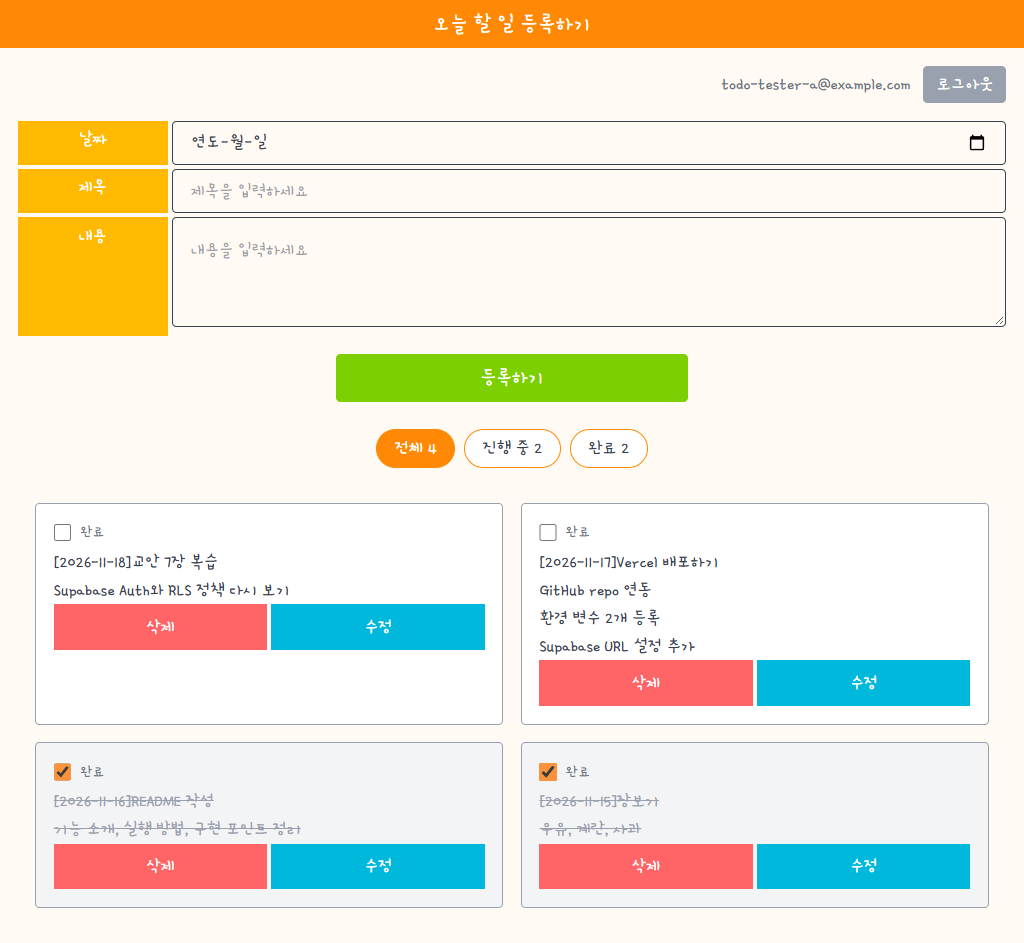 오늘 할 일 등록하기
todo-tester-a@example.com 로그아웃
날짜 연도-월-일
제목 제목을 입력하세요
내용 내용을 입력하세요
등록하기
전체 4 진행 중 2 완료 2
완료
[2026-11-18]교안 7장 복습
Supabase Auth와 RLS 정책 다시 보기
삭제 수정
완료
[2026-11-17]Vercel 배포하기
GitHub repo 연동
환경 변수 2개 등록
Supabase URL 설정 추가
삭제 수정
완료
[2026-11-16]README 작성
기능 소개, 실행 방법, 구현 포인트 정리
삭제 수정
완료
[2026-11-15]장보기
우유, 계란, 사과
삭제 수정